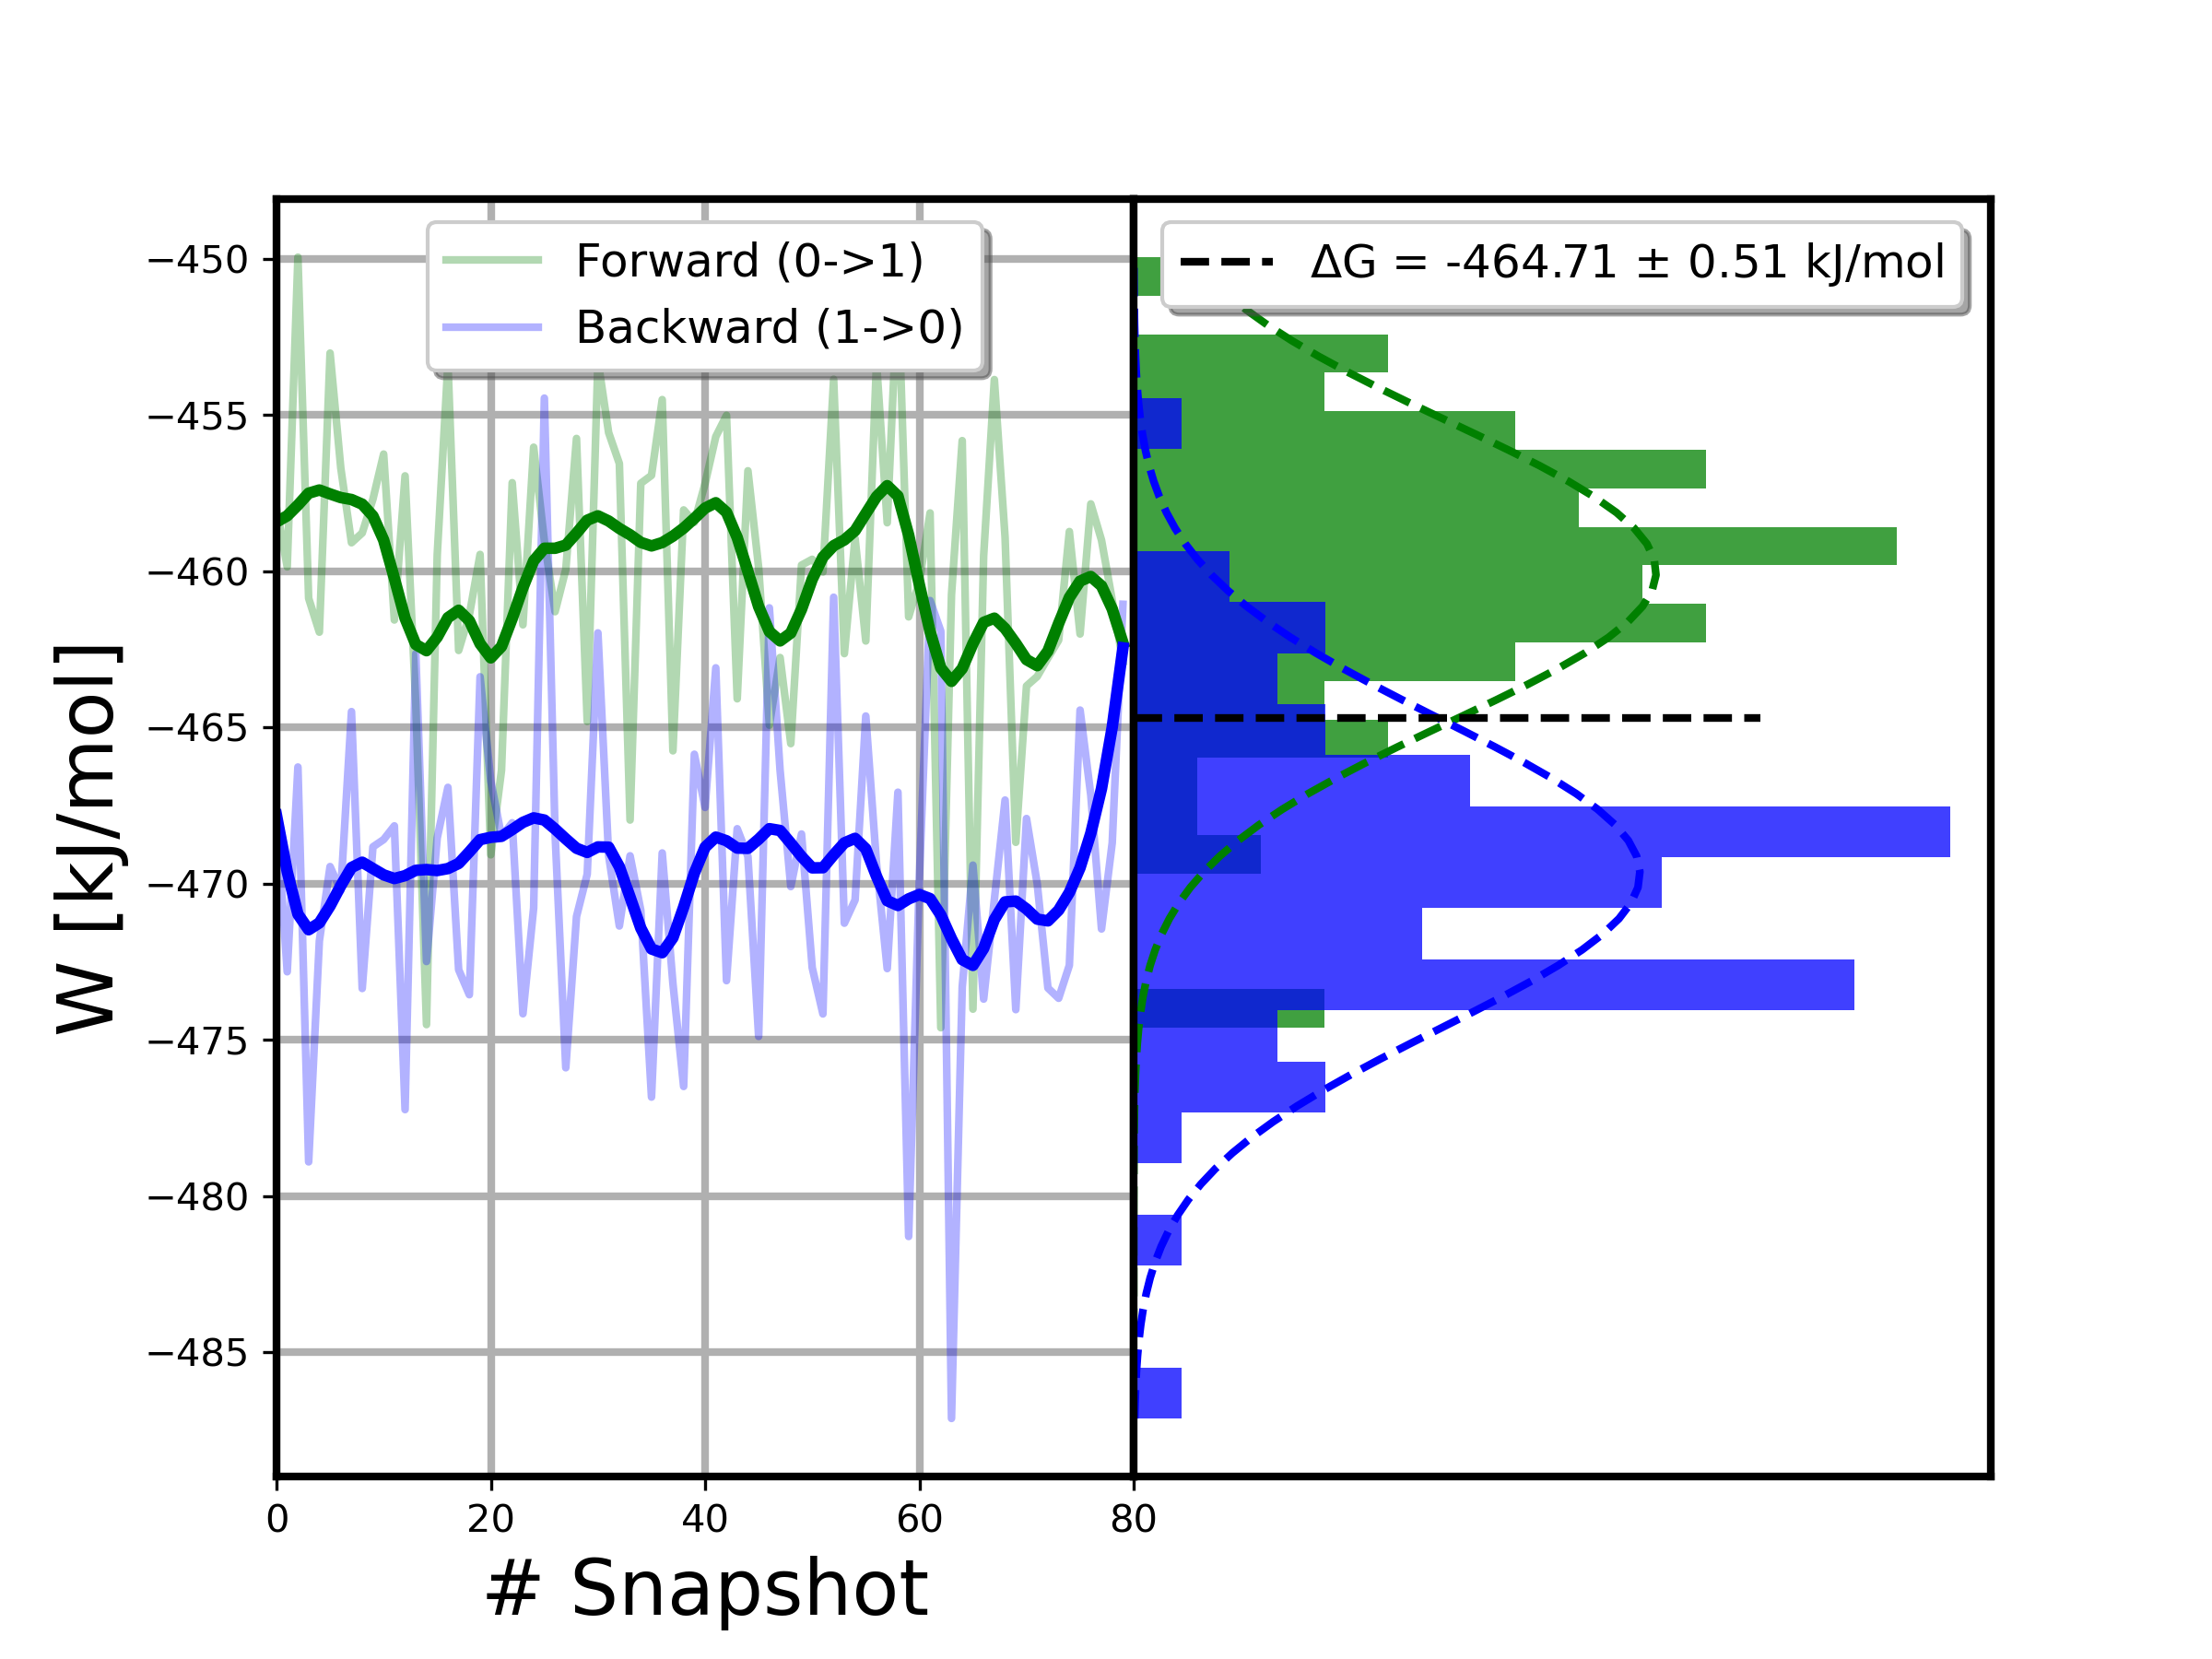 Forward (0->1)
Backward (1->0)
ΔG = -464.71 ± 0.51 kJ/mol
−450
−455
−460
−465
−470
−475
−480
−485
W [kJ/mol]
0 20 40 60 80
# Snapshot